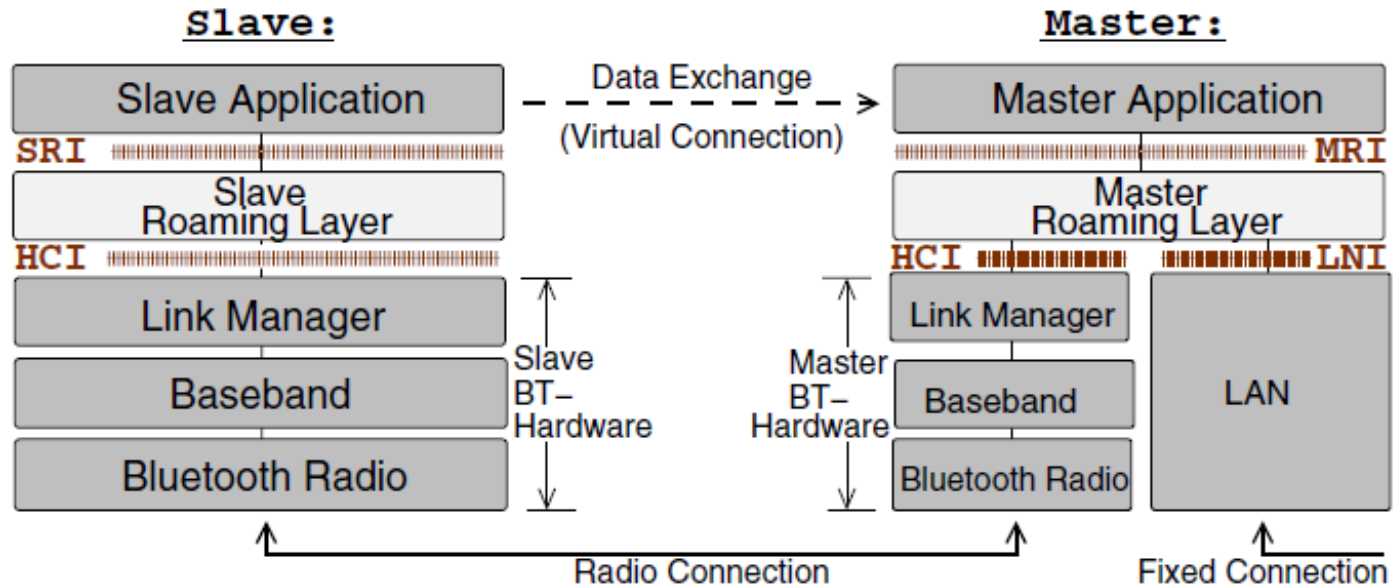 Slave:
Master:
Slave Application
Data Exchange
(Virtual Connection)
Master Application
SRI
MRI
Slave
Roaming Layer
Master
Roaming Layer
HCI
HCI
LNI
Link Manager
Baseband
Bluetooth Radio
Slave
BT–
Hardware
Master
BT–
Hardware
Link Manager
Baseband
Bluetooth Radio
LAN
Radio Connection
Fixed Connection